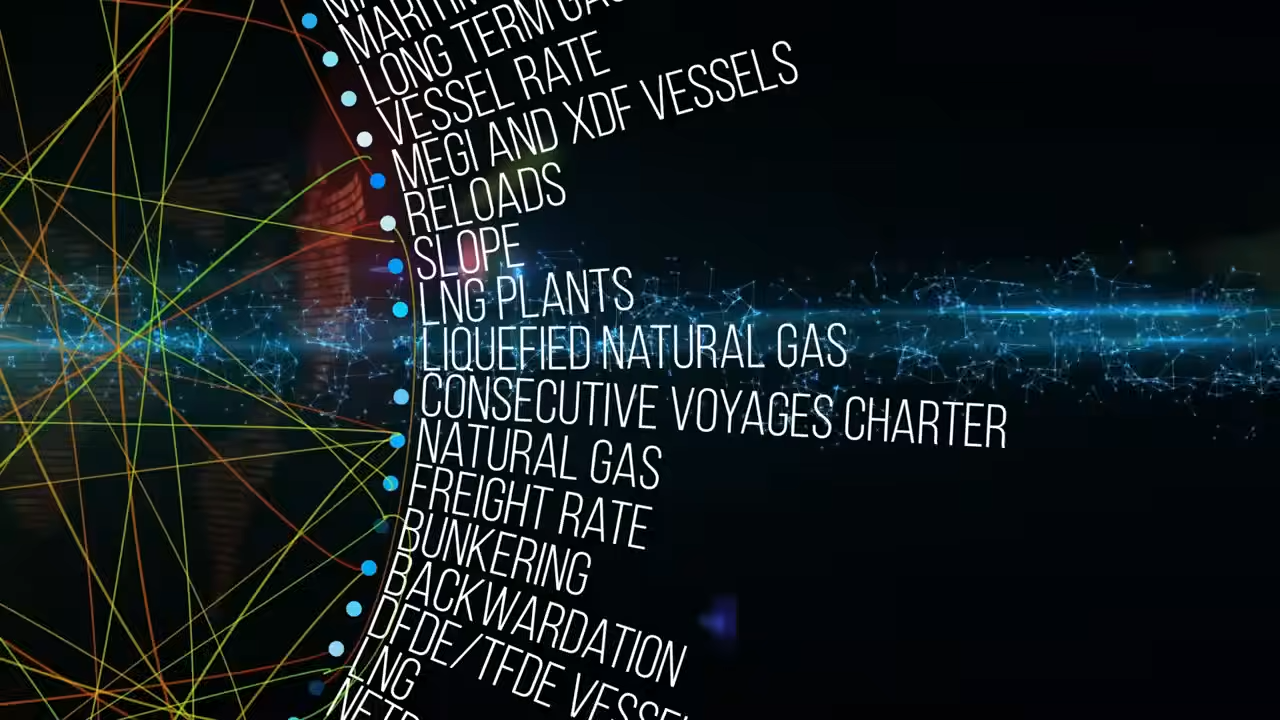 LONG TERM
VESSEL RATE
MEGI AND XDF VESSELS
RELOADS
SLOPE
LNG PLANTS
LIQUEFIED NATURAL GAS
CONSECUTIVE VOYAGES CHARTER
NATURAL GAS
FREIGHT RATE
BUNKERING
BACKWARDATION
DFDE/TFDE
LNG